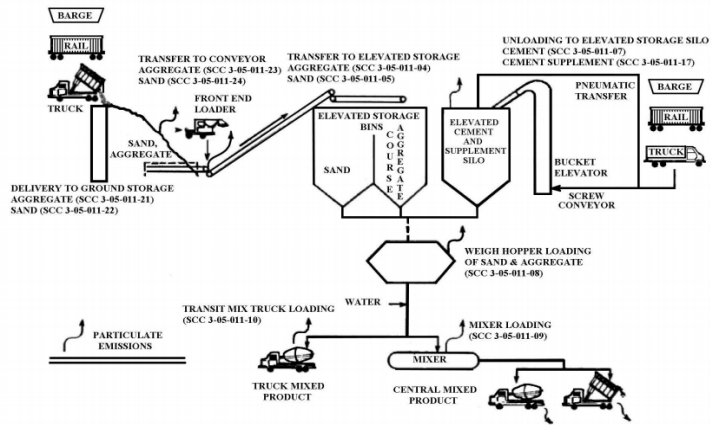 BARGE
RAIL
TRUCK
TRANSFER TO CONVEYOR
AGGREGATE (SCC 3-05-011-23)
SAND (SCC 3-05-011-24)
FRONT END
LOADER
SAND,
AGGREGATE
DELIVERY TO GROUND STORAGE
AGGREGATE (SCC 3-05-011-21)
SAND (SCC 3-05-011-22)
TRANSFER TO ELEVATED STORAGE
AGGREGATE (SCC 3-05-011-04)
SAND (SCC 3-05-011-05)
ELEVATED STORAGE
BINS
SAND
COURSE
AGGREGATE
ELEVATED
CEMENT
AND
SUPPLEMENT
SILO
UNLOADING TO ELEVATED STORAGE SILO
CEMENT (SCC 3-05-011-07)
CEMENT SUPPLEMENT (SCC 3-05-011-17)
PNEUMATIC
TRANSFER
BARGE
RAIL
TRUCK
BUCKET
ELEVATOR
SCREW
CONVEYOR
WEIGH HOPPER LOADING
OF SAND & AGGREGATE
(SCC 3-05-011-08)
WATER
TRANSIT MIX TRUCK LOADING
(SCC 3-05-011-10)
MIXER LOADING
(SCC 3-05-011-09)
PARTICULATE
EMISSIONS
TRUCK MIXED
PRODUCT
MIXER
CENTRAL MIXED
PRODUCT